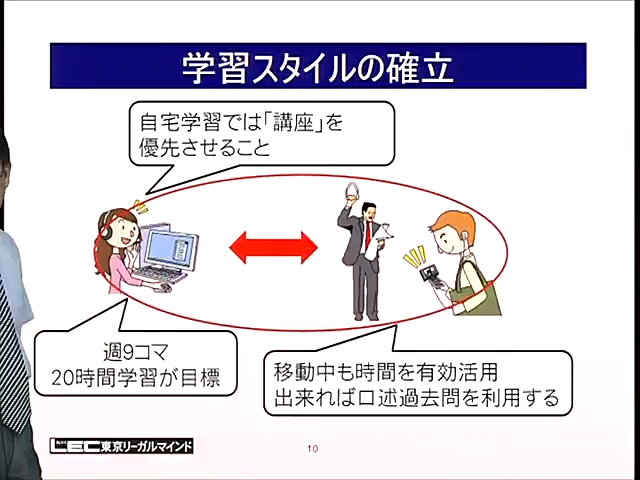 学習スタイルの確立
自宅学習では「講座」を
優先させること
週9コマ
20時間学習が目標
移動中も時間を有効活用
出来れば口述過去問を利用する
LEC東京リーガルマインド
10